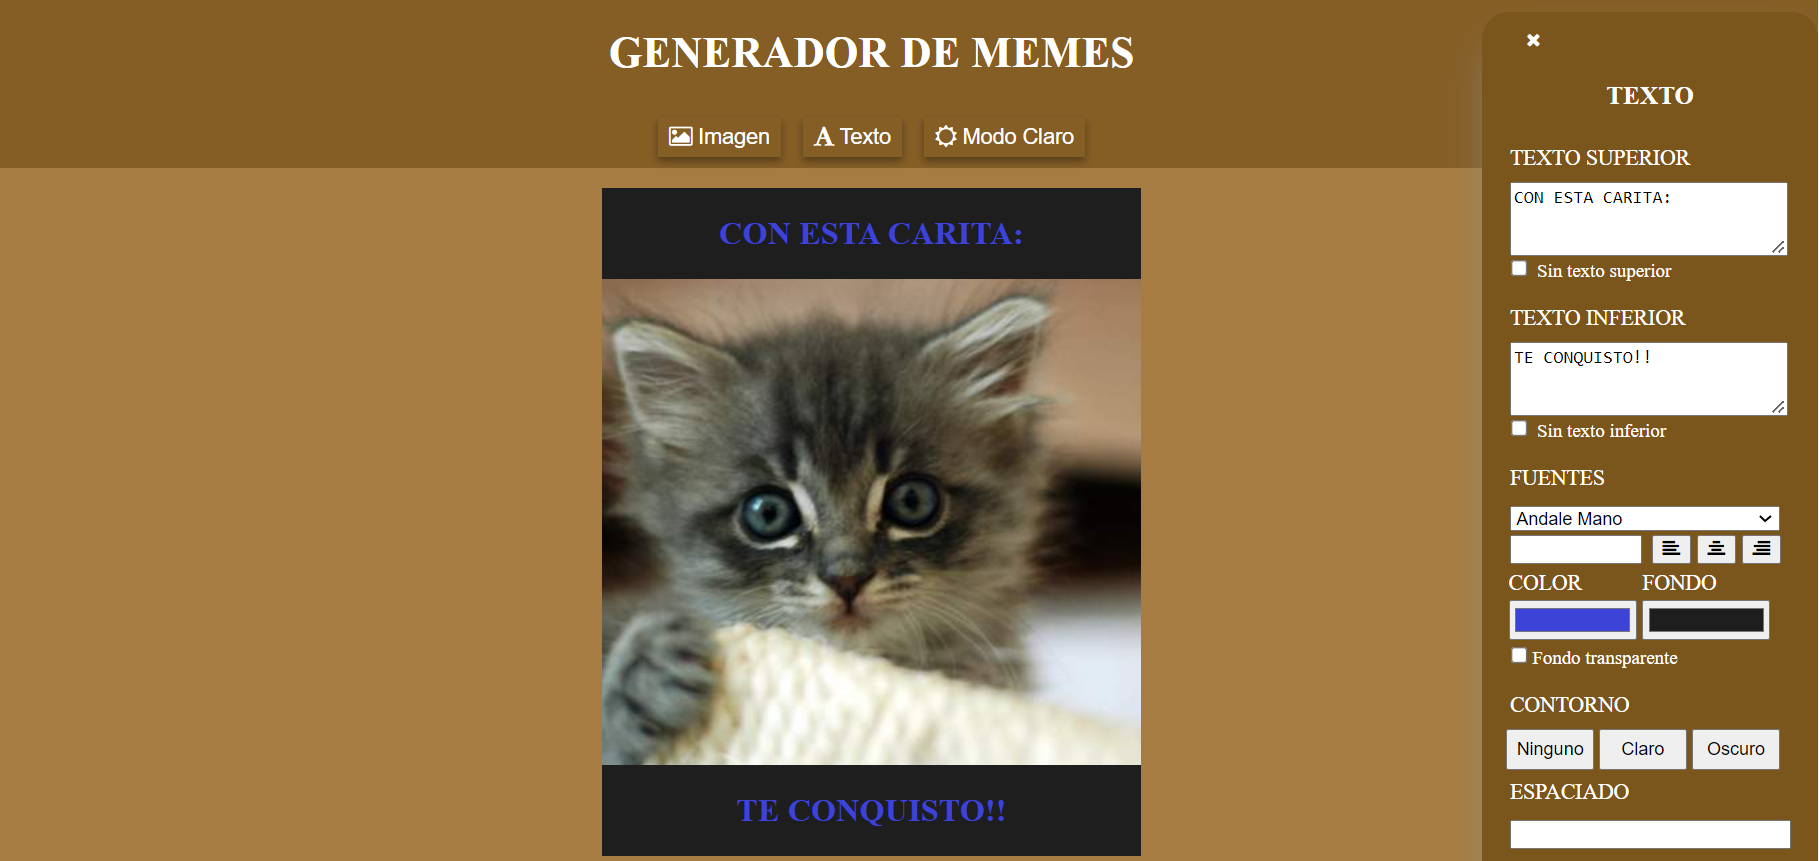 GENERADOR DE MEMES
Imagen
Texto
Modo Claro
CON ESTA CARITA:
TE CONQUISTO!!
TEXTO
TEXTO SUPERIOR
CON ESTA CARITA:
Sin texto superior
TEXTO INFERIOR
TE CONQUISTO!!
Sin texto inferior
FUENTES
Andale Mano
COLOR FONDO
Fondo transparente
CONTORNO
Ninguno Claro Oscuro
ESPACIADO